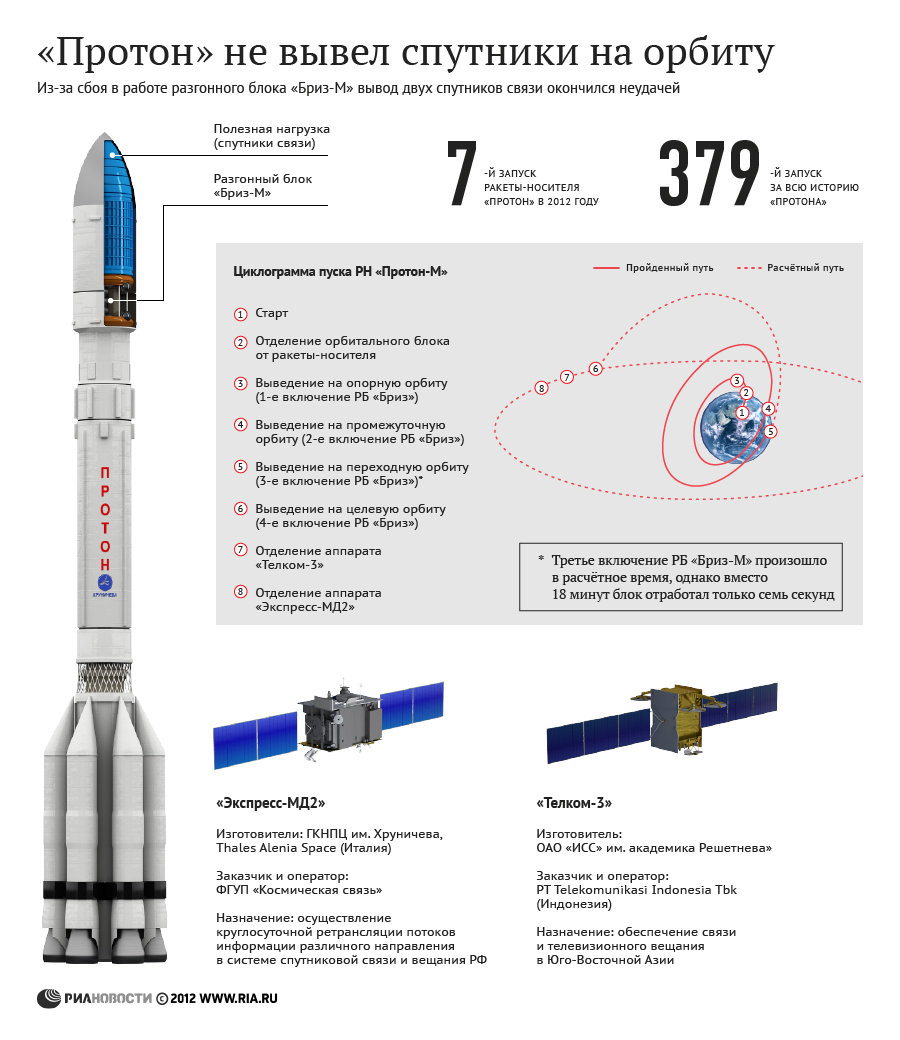 «Протон» не вывел спутники на орбиту
Из-за сбоя в работе разгонного блока «Бриз-М» вывод двух спутников связи окончился неудачей
Полезная нагрузка
(спутники связи)
Разгонный блок
«Бриз-М»
7
-Й ЗАПУСК
РАКЕТЫ-НОСИТЕЛЯ
«ПРОТОН» В 2012 ГОДУ
379
-Й ЗАПУСК
ЗА ВСЮ ИСТОРИЮ
«ПРОТОНА»
Циклограмма пуска РН «Протон-М»
Пройденный путь
Расчётный путь
1 Старт
2 Отделение орбитального блока
от ракеты-носителя
3 Выведение на опорную орбиту
(1-е включение РБ «Бриз»)
4 Выведение на промежуточную
орбиту (2-е включение РБ «Бриз»)
5 Выведение на переходную орбиту
(3-е включение РБ «Бриз»)*
6 Выведение на целевую орбиту
(4-е включение РБ «Бриз»)
7 Отделение аппарата
«Телком-3»
8 Отделение аппарата
«Экспресс-МД2»
8
7
6
3
2
1
4
5
* Третье включение РБ «Бриз-М» произошло
в расчётное время, однако вместо
18 минут блок отработал только семь секунд
ПРОТОН
ХРУНИЧЕВА
«Экспресс-МД2»
Изготовители: ГКНПЦ им. Хруничева,
Thales Alenia Space (Италия)
Заказчик и оператор:
ФГУП «Космическая связь»
Назначение: осуществление
круглосуточной ретрансляции потоков
информации различного направления
в системе спутниковой связи и вещания РФ
«Телком-3»
Изготовитель:
ОАО «ИСС» им. академика Решетнева»
Заказчик и оператор:
PT Telekomunikasi Indonesia Tbk
(Индонезия)
Назначение: обеспечение связи
и телевизионного вещания
в Юго-Восточной Азии
РИАНОВОСТИ © 2012 WWW.RIA.RU